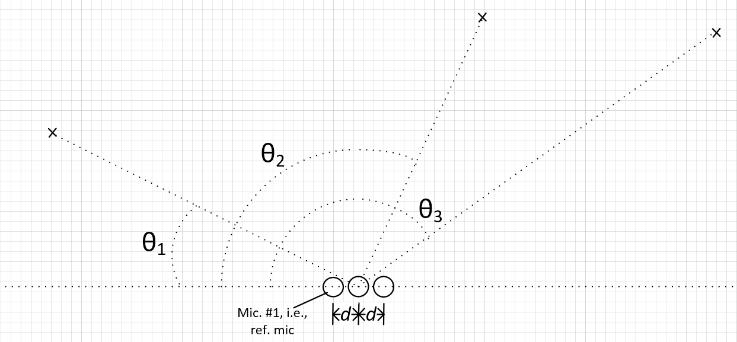 θ2
θ3
θ1
Mic. #1, i.e.,
ref. mic
d d